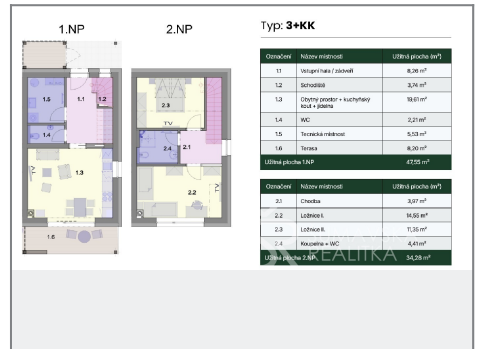 1.NP
2.NP
Typ: 3+KK
Označení Název místnosti Užitná plocha (m²)
1.1 Vstupní hala / zádveří 8,26 m²
1.2 Schodiště 3,74 m²
1.3 Obytný prostor + kuchyňský kout + jídelna 19,61 m²
1.4 WC 2,21 m²
1.5 Tecnická místnost 5,53 m²
1.6 Terasa 8,20 m²
Užitná plocha 1.NP 47,55 m²
Označení Název místnosti Užitná plocha (m²)
2.1 Chodba 3,97 m²
2.2 Ložnice I. 14,55 m²
2.3 Ložnice II. 11,35 m²
2.4 Koupelna + WC 4,41 m²
Užitná plocha 2.NP 34,28 m²
REALITKA
1.5
1.1
1.2
1.4
1.3
TV
1.6
2.3
TV
2.4
2.1
2.2
TV